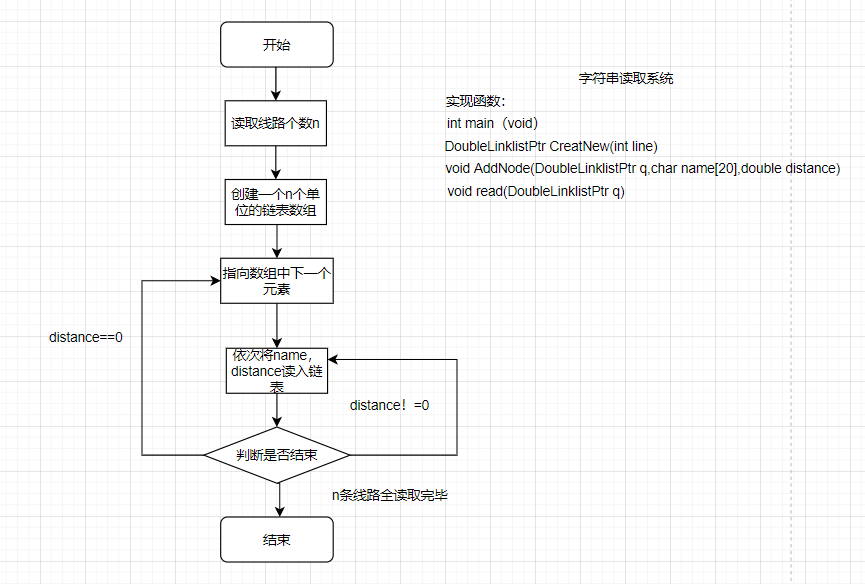 开始
字符串读取系统
实现函数:
int main（void）
DoubleLinklistPtr CreatNew(int line)
void AddNode(DoubleLinklistPtr q,char name[20],double distance)
void read(DoubleLinklistPtr q)
读取线路个数n
创建一个n个单
位的链表数组
指向数组中下一个
元素
distance==0
依次将name，
distance读入链
表
distance！=0
判断是否结束
n条线路全读取完毕
结束